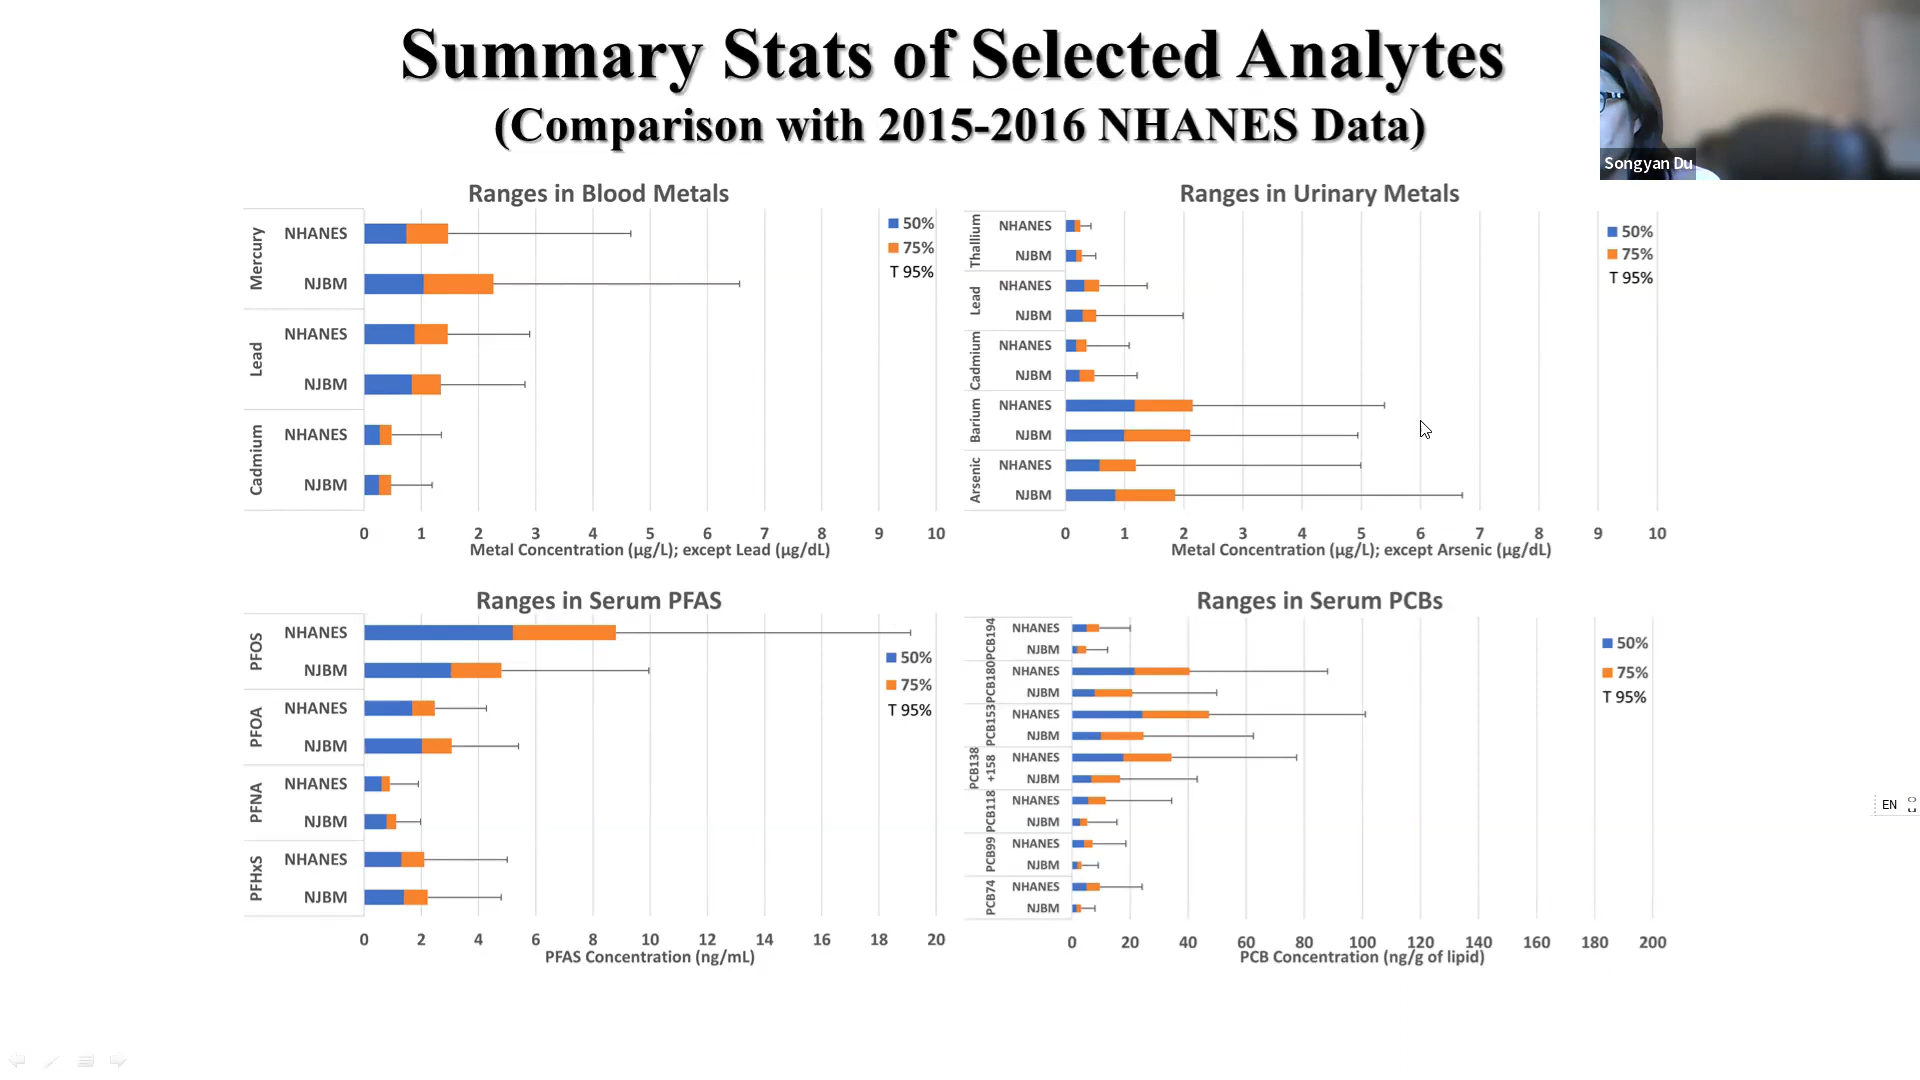 Summary Stats of Selected Analytes
(Comparison with 2015-2016 NHANES Data)
Songyan Du
Ranges in Blood Metals
Mercury
NHANES
NJBM
Lead
NHANES
NJBM
Cadmium
NHANES
NJBM
50%
75%
T 95%
0 1 2 3 4 5 6 7 8 9 10
Metal Concentration (µg/L); except Lead (µg/dL)
Ranges in Urinary Metals
Thallium
NHANES
NJBM
Lead
NHANES
NJBM
Cadmium
NHANES
NJBM
Barium
NHANES
NJBM
Arsenic
NHANES
NJBM
50%
75%
T 95%
0 1 2 3 4 5 6 7 8 9 10
Metal Concentration (µg/L); except Arsenic (µg/dL)
Ranges in Serum PFAS
PFOS
NHANES
NJBM
PFOA
NHANES
NJBM
PFNA
NHANES
NJBM
PFHxS
NHANES
NJBM
50%
75%
T 95%
0 2 4 6 8 10 12 14 16 18 20
PFAS Concentration (ng/mL)
Ranges in Serum PCBs
PCB194
NHANES
NJBM
PCB180
NHANES
NJBM
PCB153
NHANES
NJBM
PCB138
+158
NHANES
NJBM
PCB118
NHANES
NJBM
PCB99
NHANES
NJBM
PCB74
NHANES
NJBM
50%
75%
T 95%
0 20 40 60 80 100 120 140 160 180 200
PCB Concentration (ng/g of lipid)
EN